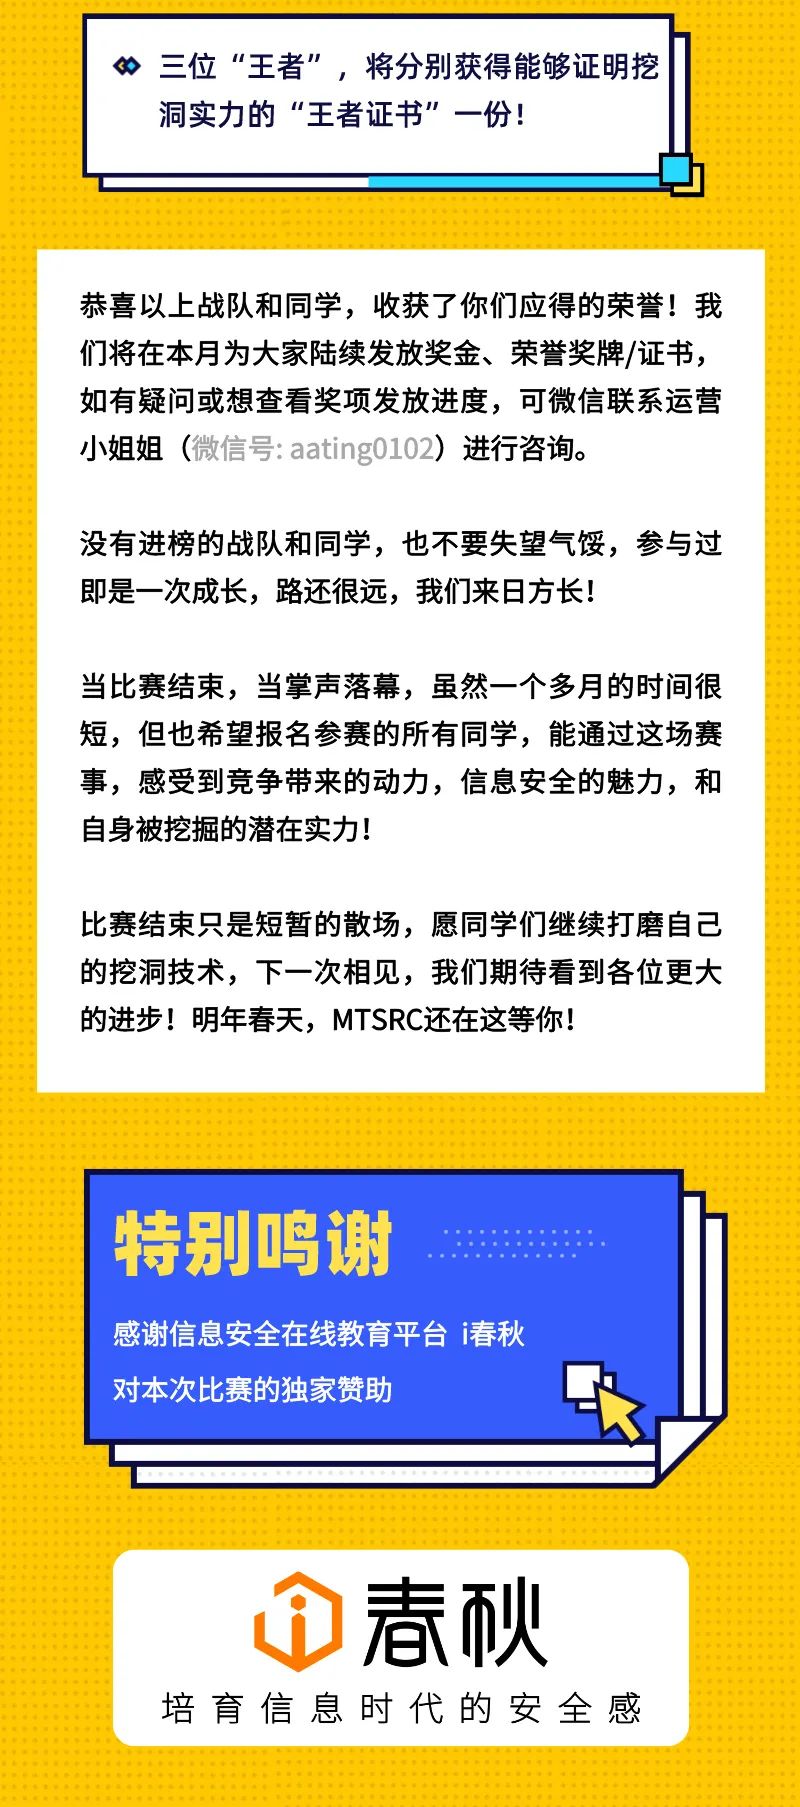 三位“王者”，将分别获得能够证明挖
洞实力的“王者证书”一份！
恭喜以上战队和同学，收获了你们应得的荣誉！我
们将在本月为大家陆续发放奖金、荣誉奖牌/证书，
如有疑问或想查看奖项发放进度，可微信联系运营
小姐姐（微信号: aating0102）进行咨询。
没有进榜的战队和同学，也不要失望气馁，参与过
即是一次成长，路还很远，我们来日方长！
当比赛结束，当掌声落幕，虽然一个多月的时间很
短，但也希望报名参赛的所有同学，能通过这场赛
事，感受到竞争带来的动力，信息安全的魅力，和
自身被挖掘的潜在实力！
比赛结束只是短暂的散场，愿同学们继续打磨自己
的挖洞技术，下一次相见，我们期待看到各位更大
的进步！明年春天，MTSRC还在这等你！
特别鸣谢
感谢信息安全在线教育平台 i春秋
对本次比赛的独家赞助
i春秋
培育信息时代的安全感